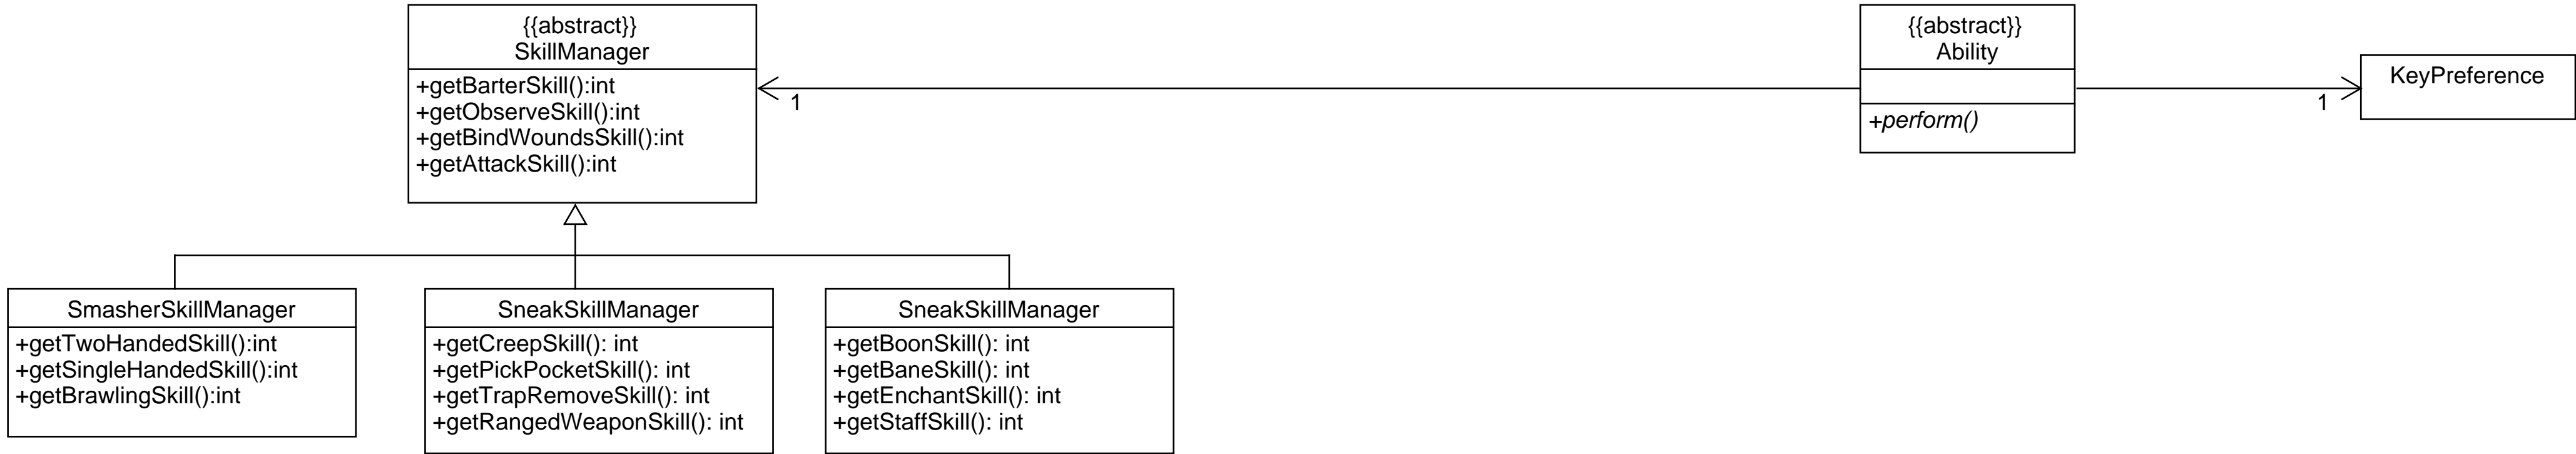 {{abstract}}
SkillManager
+getBarterSkill():int
+getObserveSkill():int
+getBindWoundsSkill():int
+getAttackSkill():int
1
{{abstract}}
Ability
+perform()
1
KeyPreference
SmasherSkillManager
+getTwoHandedSkill():int
+getSingleHandedSkill():int
+getBrawlingSkill():int
SneakSkillManager
+getCreepSkill(): int
+getPickPocketSkill(): int
+getTrapRemoveSkill(): int
+getRangedWeaponSkill(): int
SneakSkillManager
+getBoonSkill(): int
+getBaneSkill(): int
+getEnchantSkill(): int
+getStaffSkill(): int